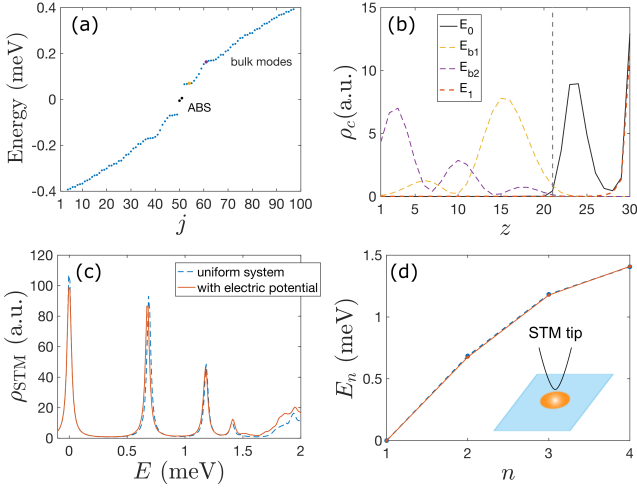 (a)
Energy (meV)
0.4
0.2
0
-0.2
-0.4
bulk modes
ABS
1 10 20 30 40 50 60 70 80 90 100
j
(b)
ρc(a.u.)
15
10
5
0
E0
Eb1
Eb2
E1
1 5 10 15 20 25 30
z
(c)
ρSTM (a.u.)
120
100
80
60
40
20
0
uniform system
with electric potential
0 0.5 1 1.5 2
E (meV)
(d)
En (meV)
1.5
1
0.5
0
STM tip
1 2 3 4
n